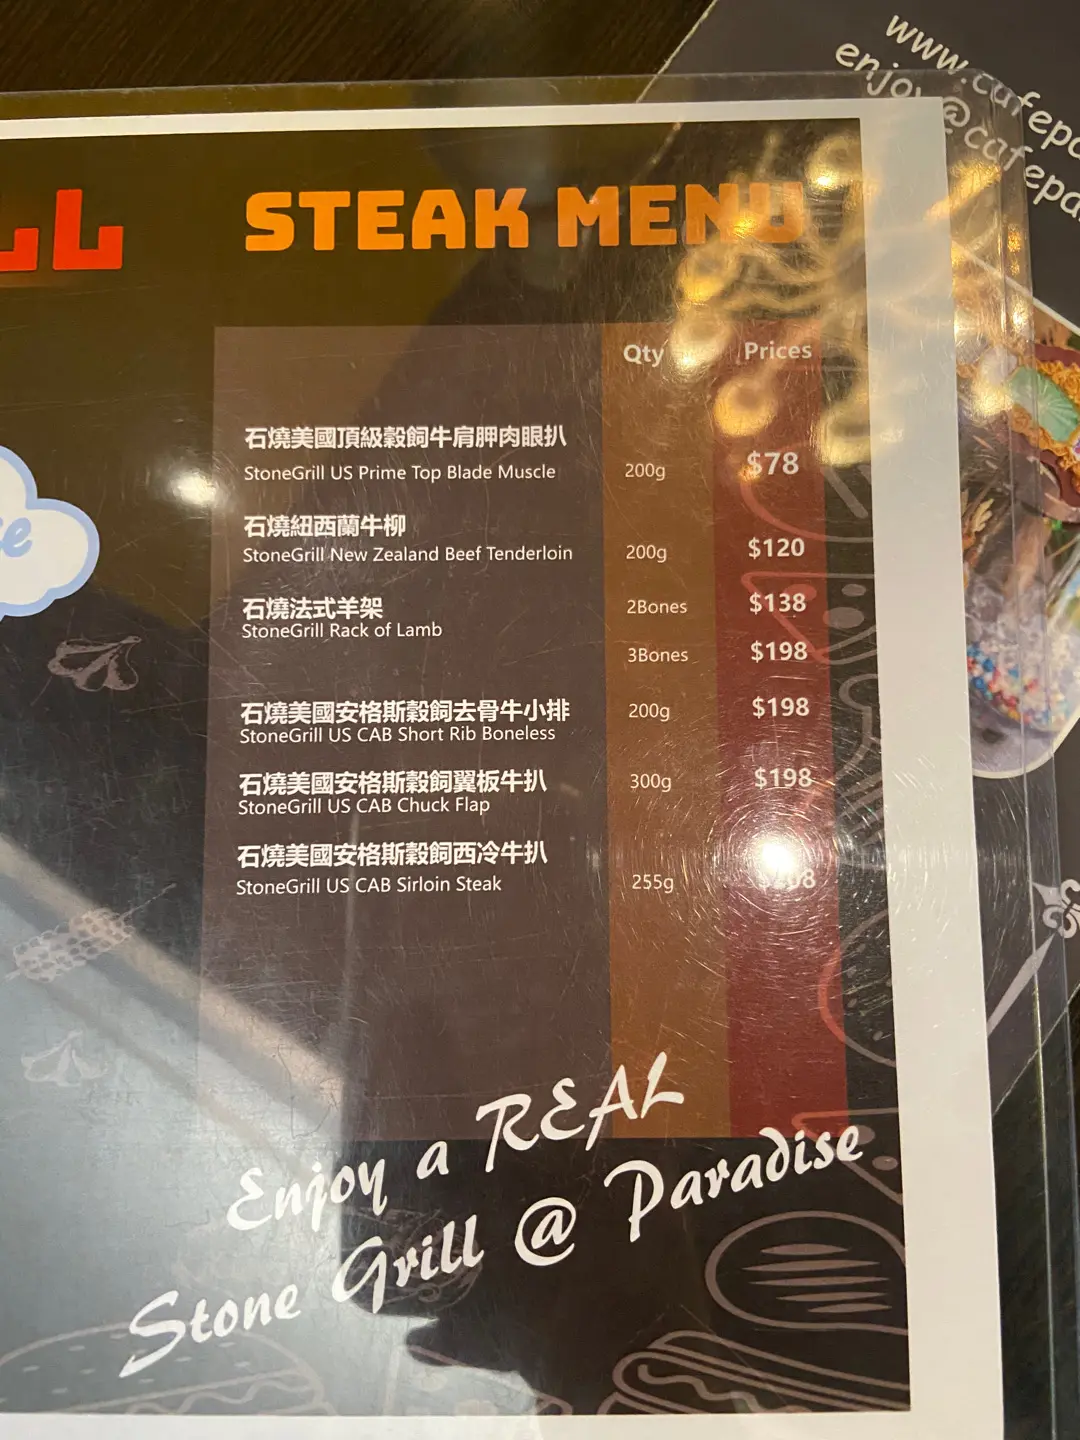 www.cafepa
enjoy@cafepa
LL
STEAK MENU
Qty Prices
石燒美國頂級穀飼牛肩胛肉眼扒
StoneGrill US Prime Top Blade Muscle 200g $78
石燒紐西蘭牛柳
StoneGrill New Zealand Beef Tenderloin 200g $120
石燒法式羊架
StoneGrill Rack of Lamb 2Bones $138
3Bones $198
石燒美國安格斯穀飼去骨牛小排
StoneGrill US CAB Short Rib Boneless 200g $198
石燒美國安格斯穀飼翼板牛扒
StoneGrill US CAB Chuck Flap 300g $198
石燒美國安格斯穀飼西冷牛扒
StoneGrill US CAB Sirloin Steak 255g
Enjoy a REAL
Stone Grill @ Paradise